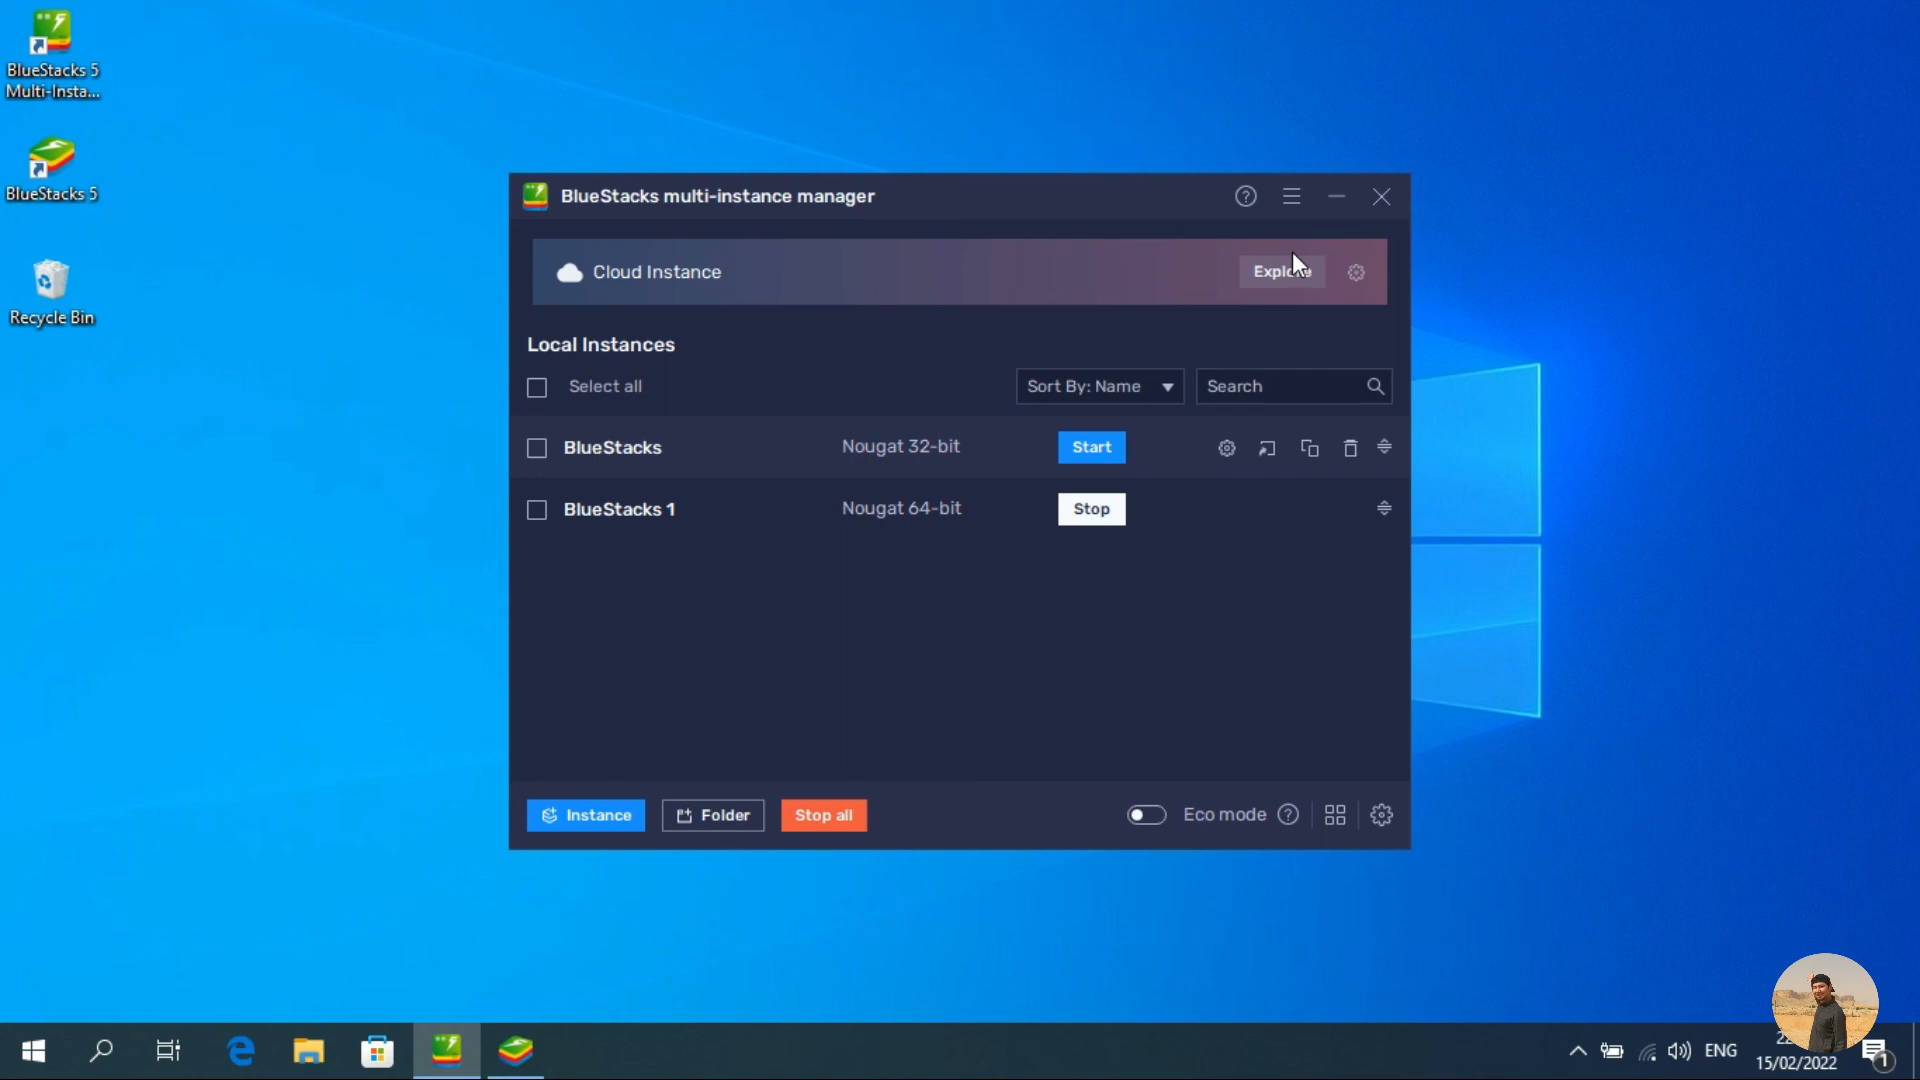 BlueStacks 5
Multi-Insta...
BlueStacks 5
Recycle Bin
BlueStacks multi-instance manager
Cloud Instance
Local Instances
Select all
Sort By: Name
Search
BlueStacks
Nougat 32-bit
Start
BlueStacks 1
Nougat 64-bit
Stop
Instance
Folder
Stop all
Eco mode
ENG
15/02/2022
1